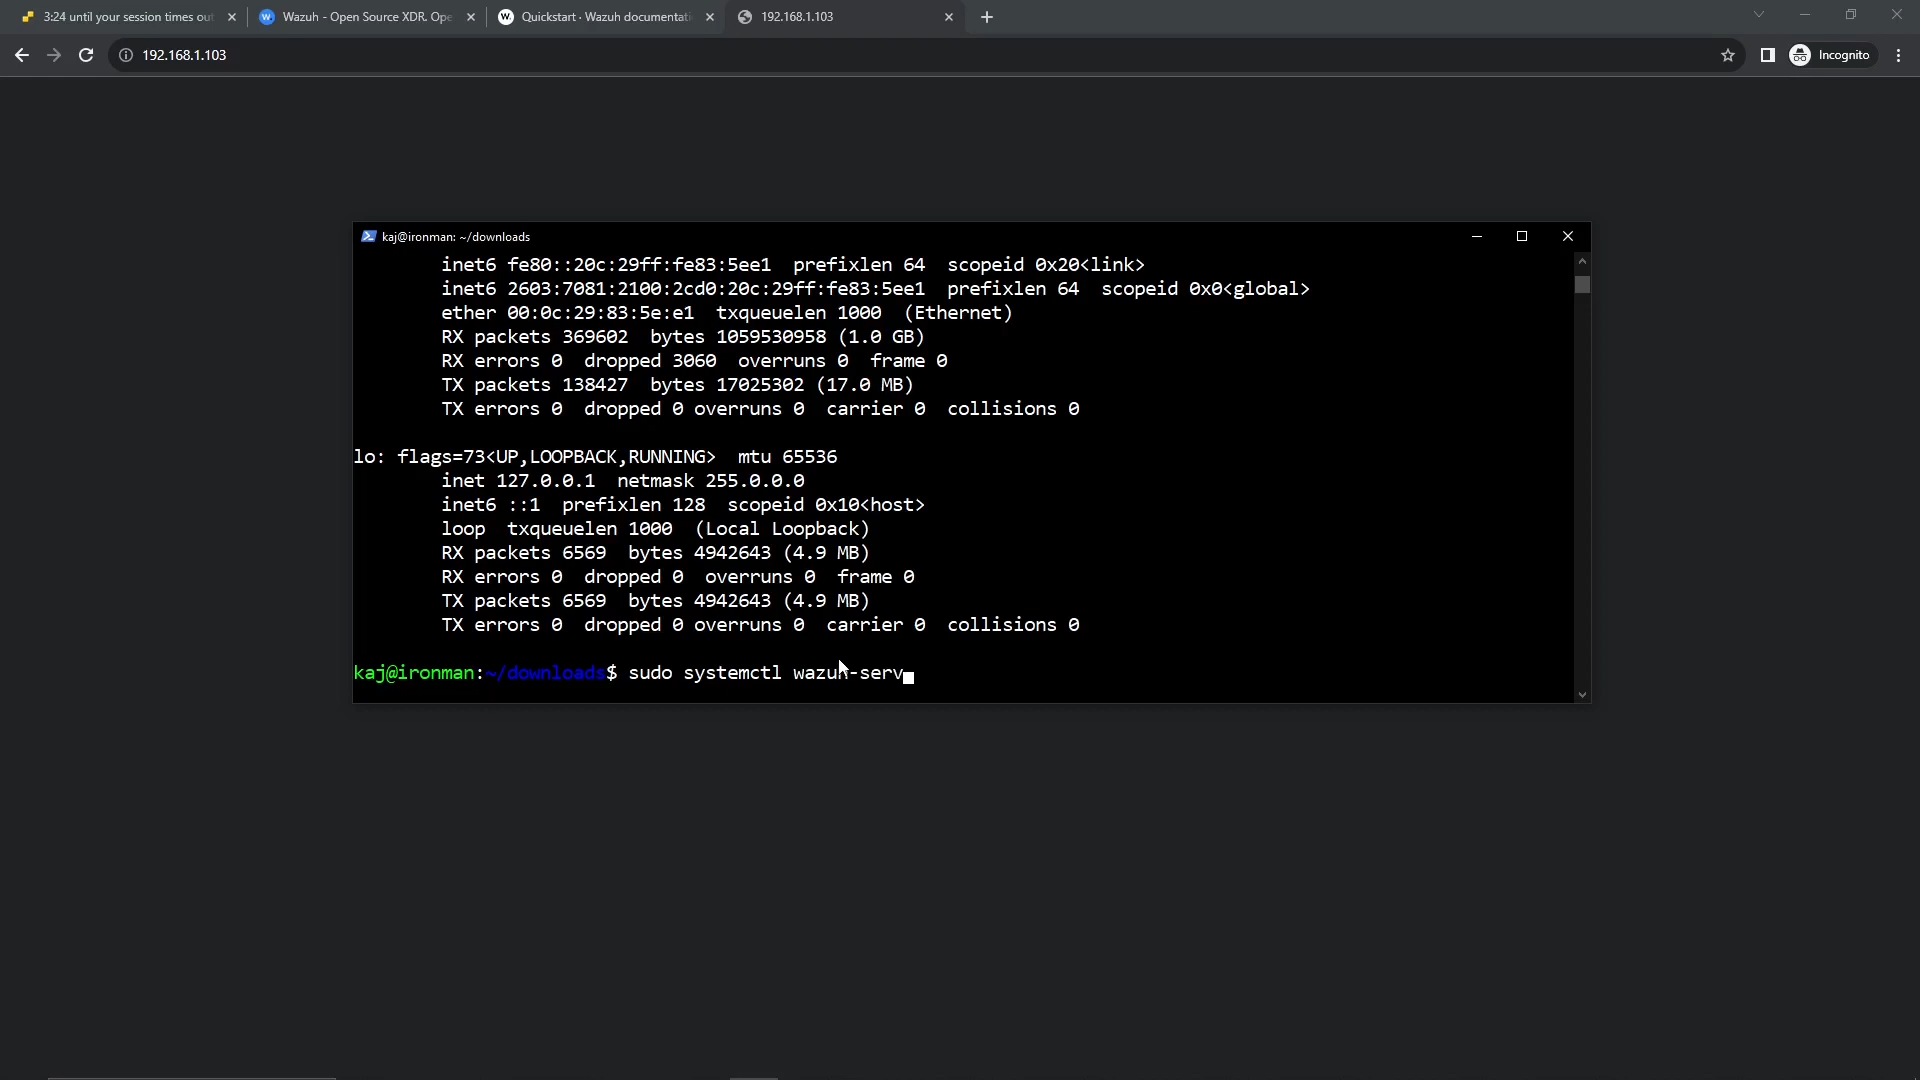 3:24 until your session times out
Wazuh - Open Source XDR. Ope
Quickstart · Wazuh documentati
192.168.1.103
192.168.1.103
Incognito
kaj@ironman: ~/downloads
inet6 fe80::20c:29ff:fe83:5ee1  prefixlen 64  scopeid 0x20<link>
inet6 2603:7081:2100:2cd0:20c:29ff:fe83:5ee1  prefixlen 64  scopeid 0x0<global>
ether 00:0c:29:83:5e:e1  txqueuelen 1000  (Ethernet)
RX packets 369602  bytes 1059530958 (1.0 GB)
RX errors 0  dropped 3060  overruns 0  frame 0
TX packets 138427  bytes 17025302 (17.0 MB)
TX errors 0  dropped 0 overruns 0  carrier 0  collisions 0
lo: flags=73<UP,LOOPBACK,RUNNING>  mtu 65536
inet 127.0.0.1  netmask 255.0.0.0
inet6 ::1  prefixlen 128  scopeid 0x10<host>
loop  txqueuelen 1000  (Local Loopback)
RX packets 6569  bytes 4942643 (4.9 MB)
RX errors 0  dropped 0  overruns 0  frame 0
TX packets 6569  bytes 4942643 (4.9 MB)
TX errors 0  dropped 0 overruns 0  carrier 0  collisions 0
kaj@ironman:~/downloads$ sudo systemctl wazuh-serv